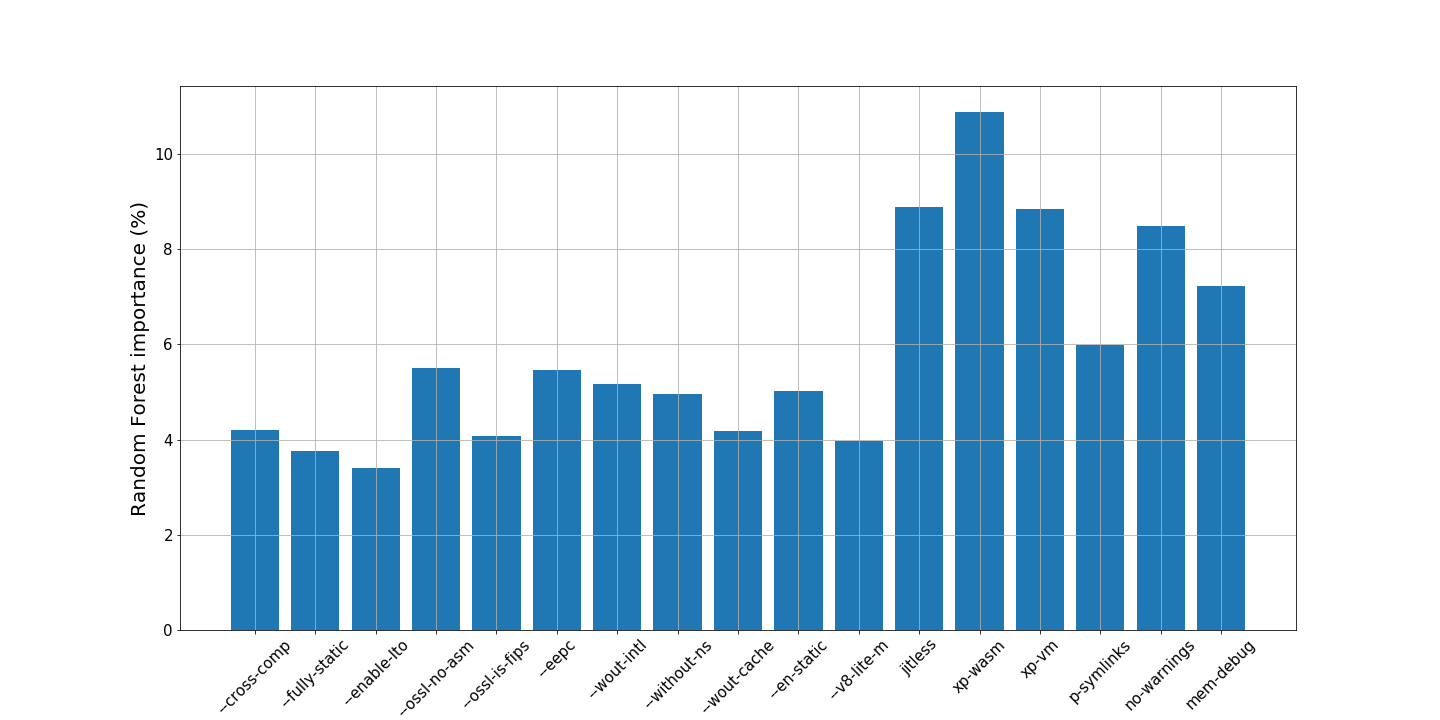 Random Forest importance (%)
10
8
6
4
2
0
–cross-comp
–fully-static
–enable-lto
–ossl-no-asm
–ossl-is-fips
–eepc
–wout-intl
–without-ns
–wout-cache
–en-static
–v8-lite-m
jitless
xp-wasm
xp-vm
p-symlinks
no-warnings
mem-debug